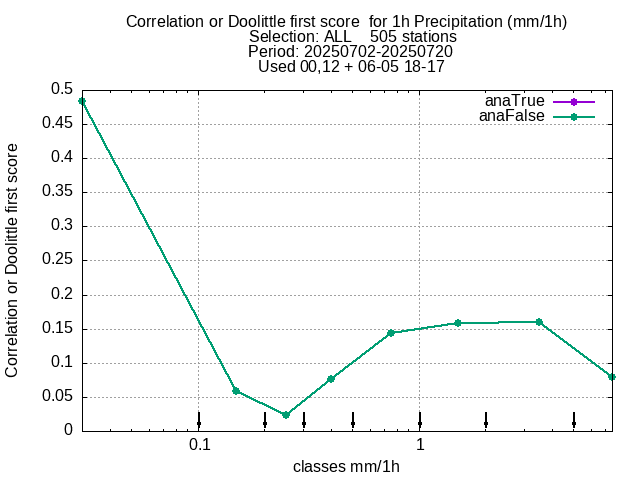 Correlation or Doolittle first score  for 1h Precipitation (mm/1h)
Selection: ALL    505 stations
Period: 20250702-20250720
Used 00,12 + 06-05 18-17
anaTrue
anaFalse
Correlation or Doolittle first score
0.5
0.45
0.4
0.35
0.3
0.25
0.2
0.15
0.1
0.05
0
0.1 1
classes mm/1h